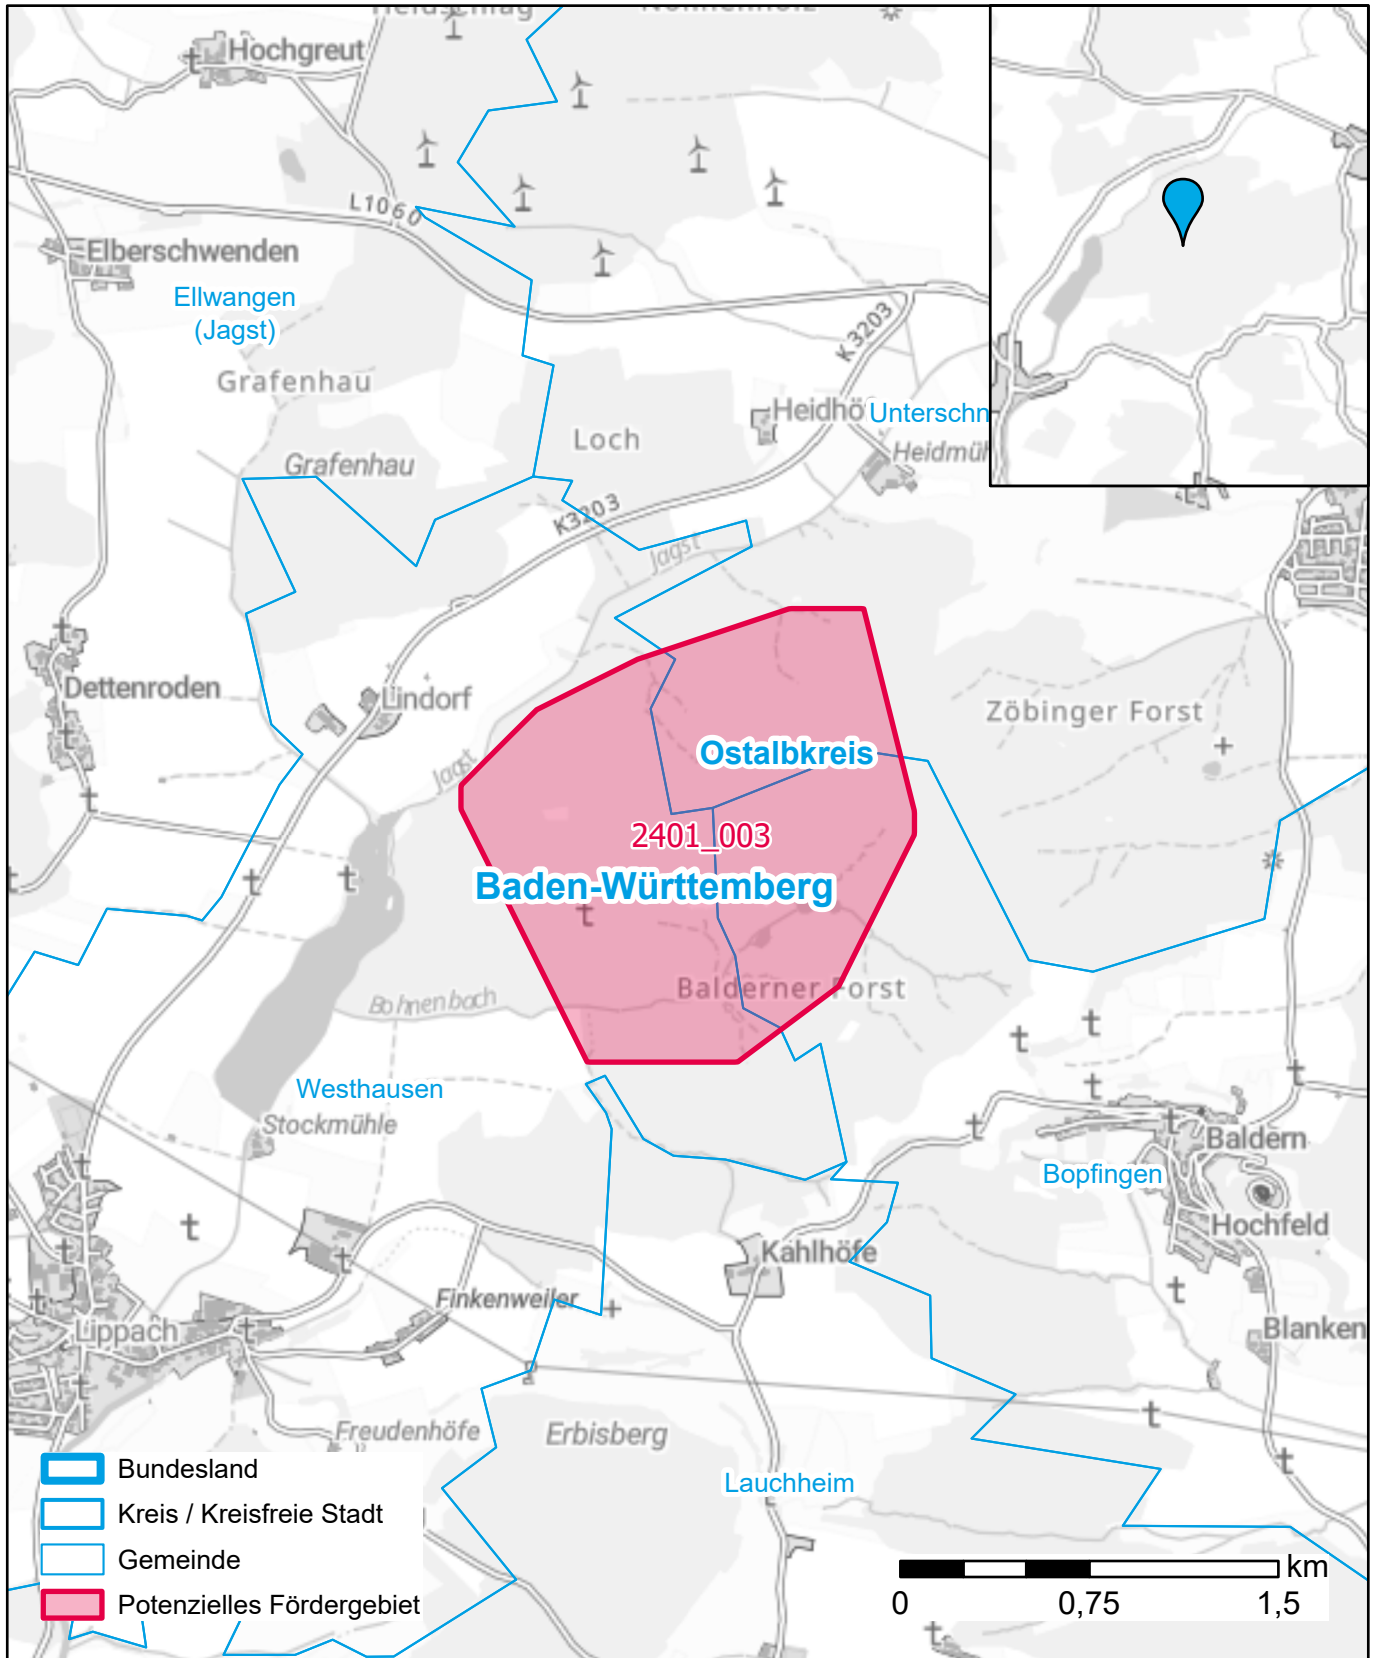 Hochgreut
L1060
Elberschwenden
Ellwangen
(Jagst)
Grafenhau
Grafenhau
Loch
K 3203
Heidhö
Unterschn
Heidmüh
K3203
Jagst
Dettenroden
Lindorf
Zöbinger Forst
Jagst
Ostalbkreis
2401_003
Baden-Württemberg
Balderner Forst
Bohnenbach
Westhausen
Stockmühle
Baldern
Bopfingen
Hochfeld
Kahlhöfe
Finkenweiler
Lippach
Blanken
Freudenhöfe
Erbisberg
Lauchheim
Bundesland
Kreis / Kreisfreie Stadt
Gemeinde
Potenzielles Fördergebiet
km
0 0,75 1,5